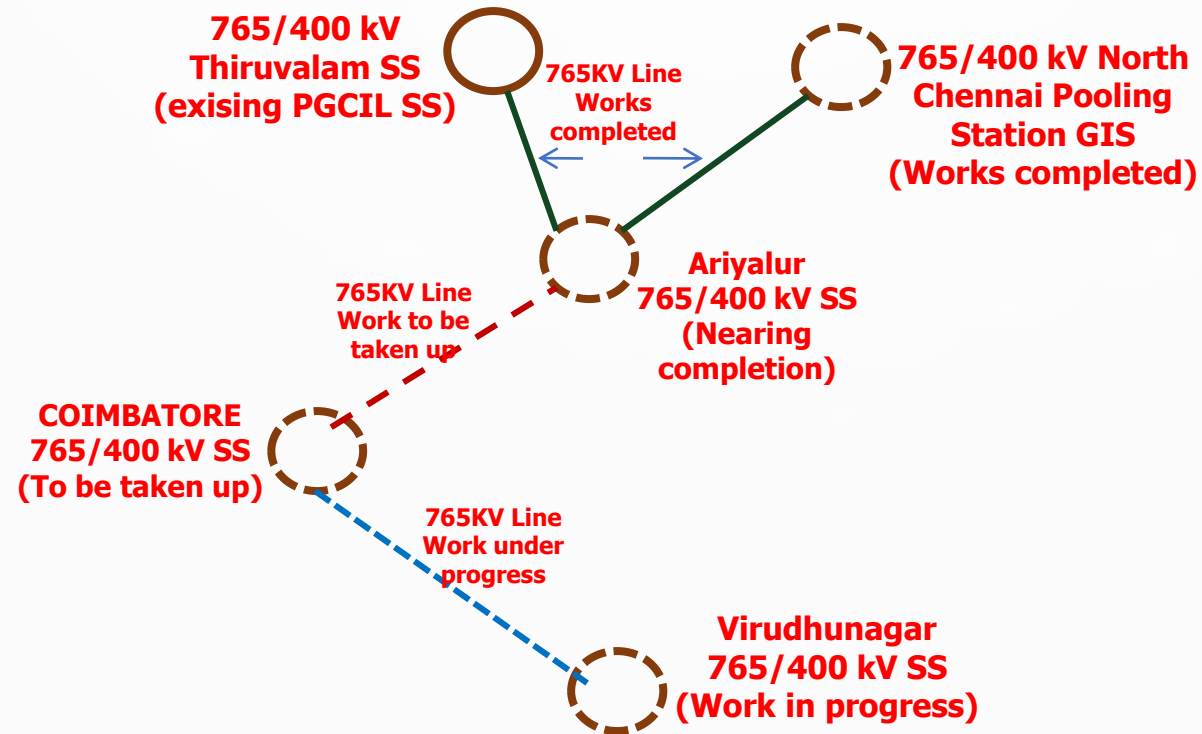 765/400 kV
Thiruvalam SS
(exising PGCIL SS)
765KV Line
Works
completed
765/400 kV North
Chennai Pooling
Station GIS
(Works completed)
Ariyalur
765/400 kV SS
(Nearing
completion)
765KV Line
Work to be
taken up
COIMBATORE
765/400 kV SS
(To be taken up)
765KV Line
Work under
progress
Virudhunagar
765/400 kV SS
(Work in progress)